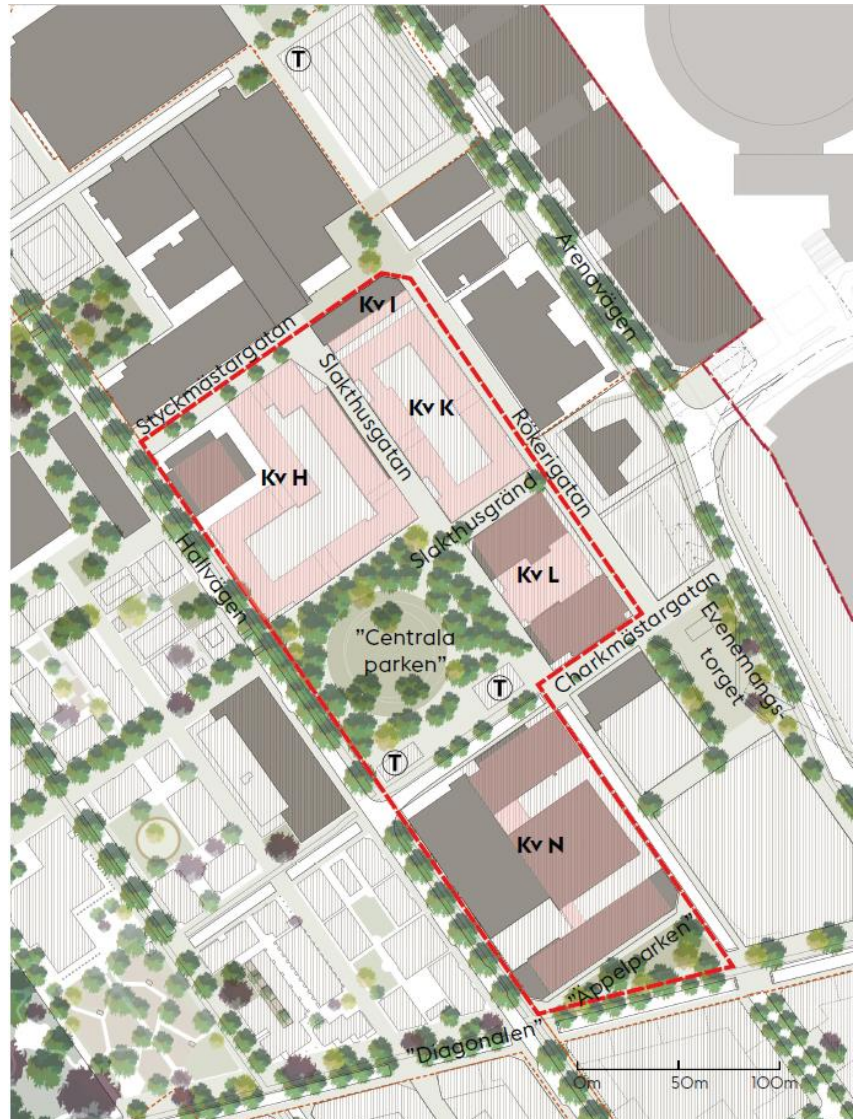 T
Arenavägen
Kv I
Styckmästargatan
Slakthusgatan
Kv K
Rökerigatan
Kv H
Hallvägen
Slakthusgränd
Kv L
"Centrala
parken"
Charkmästargatan
Evenemangs-
torget
T
T
Kv N
"Äppelparken"
"Diagonalen"
0m 50m 100m